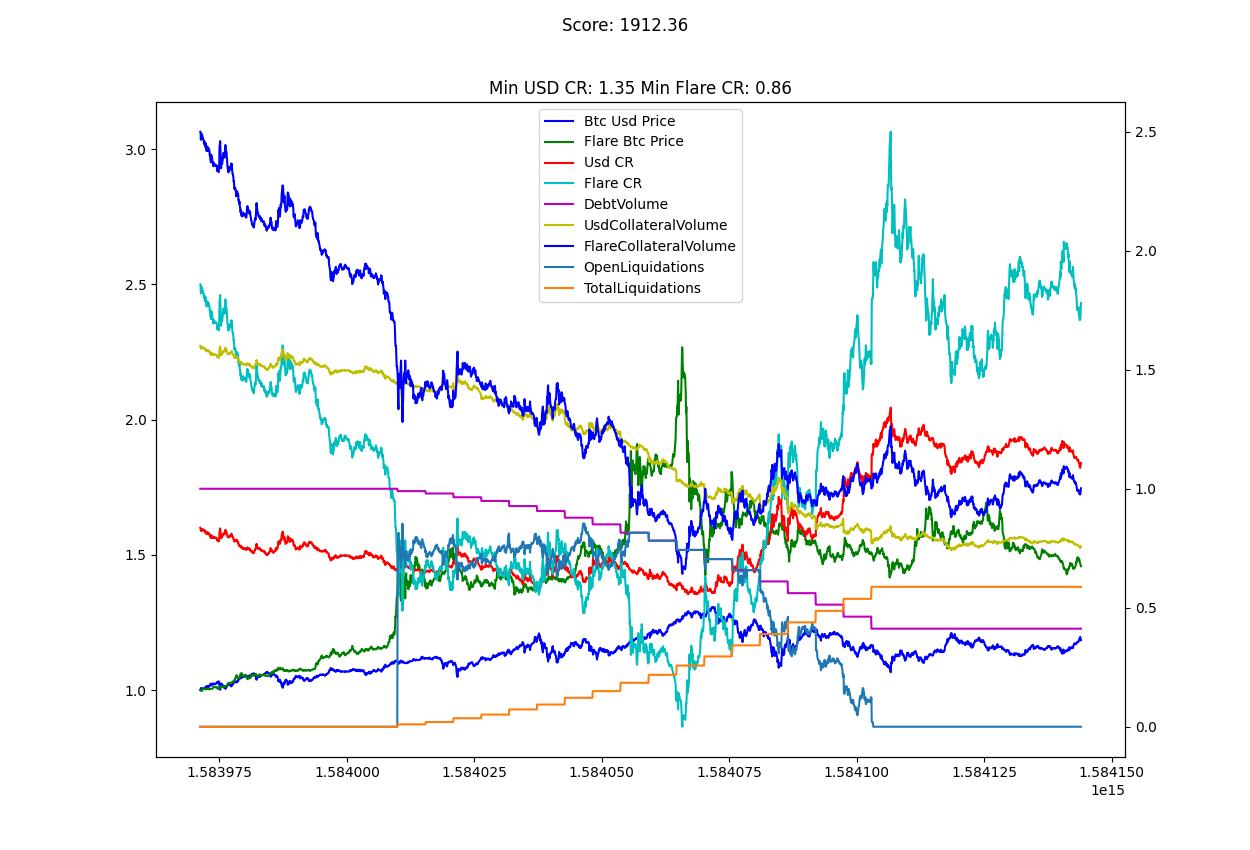 Score: 1912.36
Min USD CR: 1.35 Min Flare CR: 0.86
Btc Usd Price
Flare Btc Price
Usd CR
Flare CR
DebtVolume
UsdCollateralVolume
FlareCollateralVolume
OpenLiquidations
TotalLiquidations
3.0
2.5
2.0
1.5
1.0
2.5
2.0
1.5
1.0
0.5
0.0
1.583975 1.584000 1.584025 1.584050 1.584075 1.584100 1.584125 1.584150
1e15